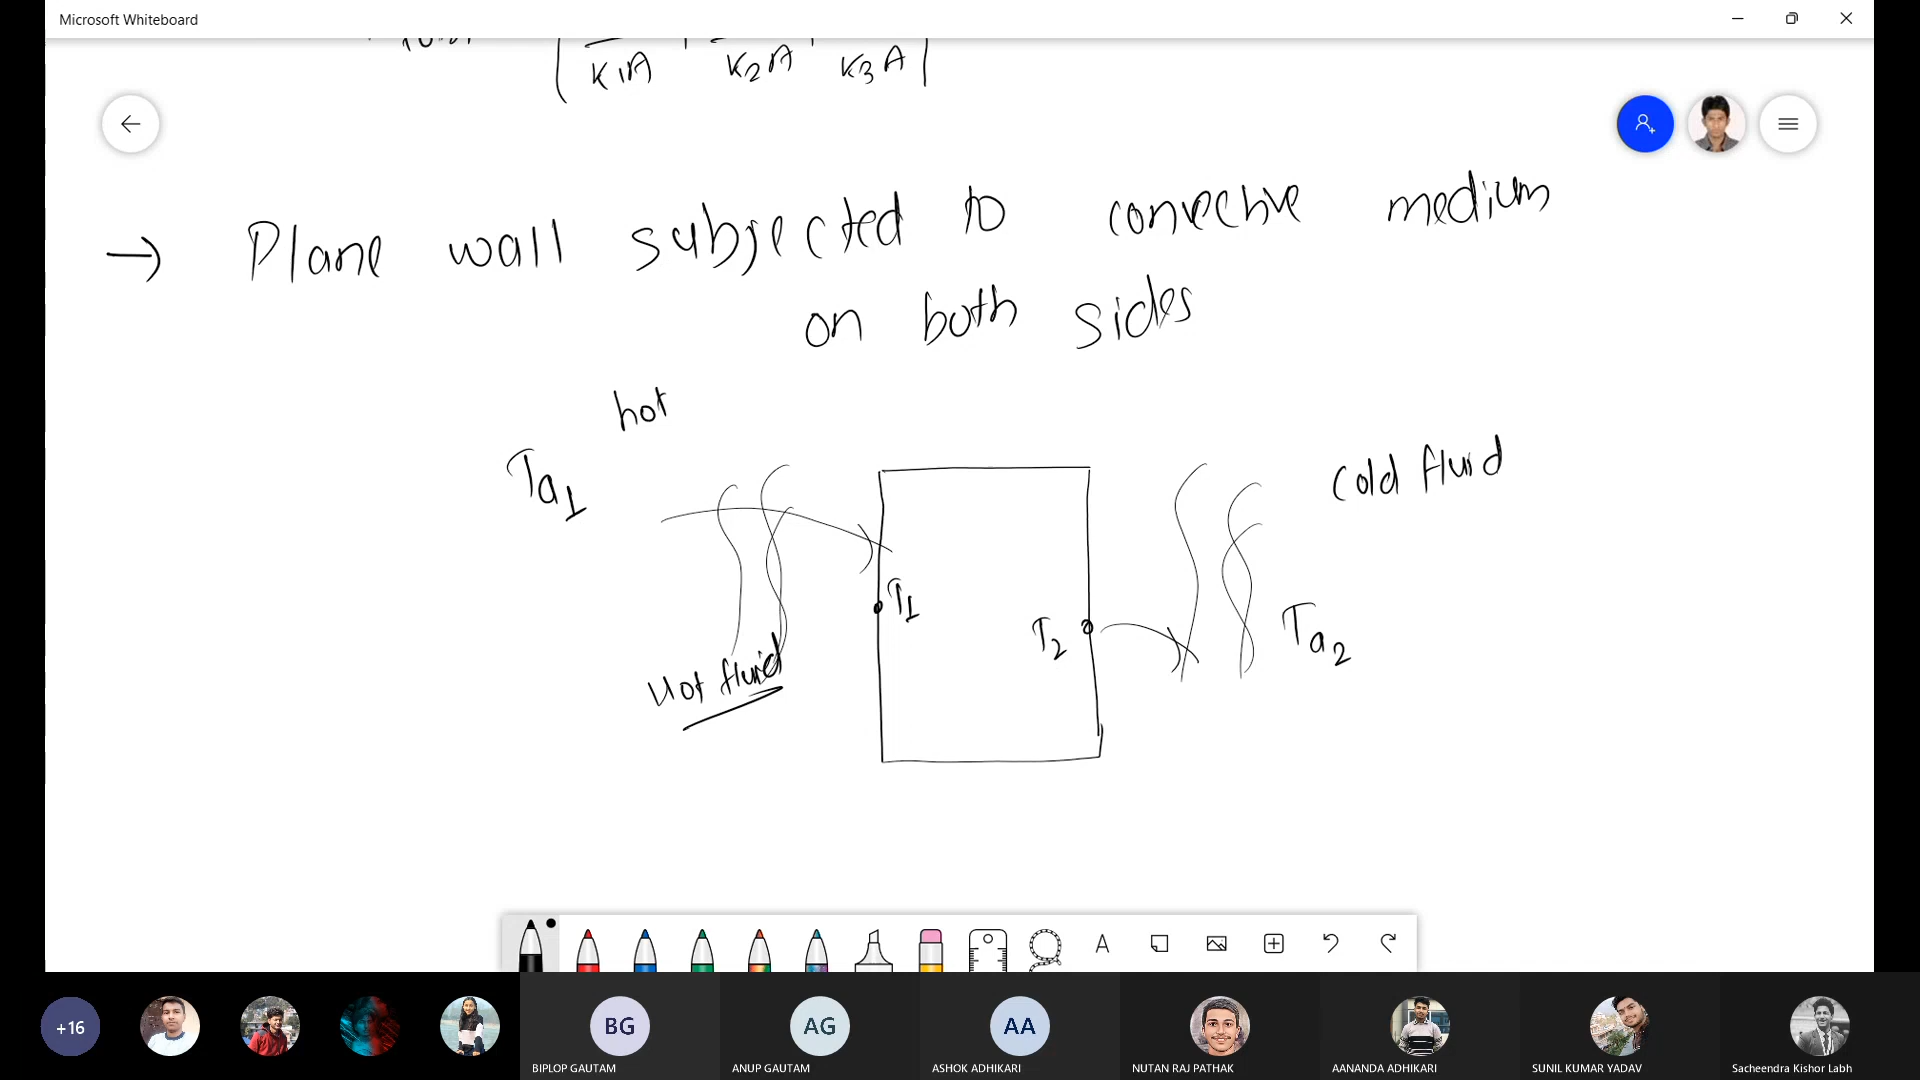 Microsoft Whiteboard
K1A K2A K3A
→ Plane wall subjected to convective medium
on both sides
hot
Ta1
cold fluid
T1
T2
Ta2
Hot fluid
A
+16
BG
AG
AA
BIPLOP GAUTAM
ANUP GAUTAM
ASHOK ADHIKARI
NUTAN RAJ PATHAK
AANANDA ADHIKARI
SUNIL KUMAR YADAV
Sacheendra Kishor Labh